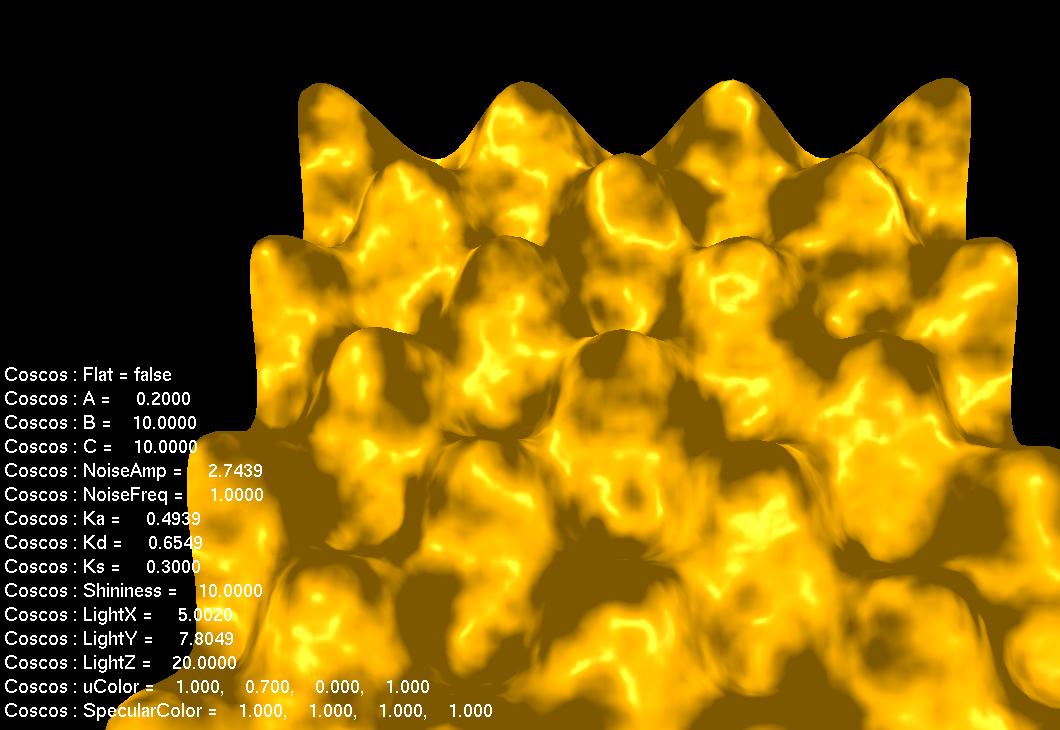 Coscos : Flat = false
Coscos : A = 0.2000
Coscos : B = 10.0000
Coscos : C = 10.0000
Coscos : NoiseAmp = 2.7439
Coscos : NoiseFreq = 1.0000
Coscos : Ka = 0.4939
Coscos : Kd = 0.6549
Coscos : Ks = 0.3000
Coscos : Shininess = 10.0000
Coscos : LightX = 5.0020
Coscos : LightY = 7.8049
Coscos : LightZ = 20.0000
Coscos : uColor = 1.000, 0.700, 0.000, 1.000
Coscos : SpecularColor = 1.000, 1.000, 1.000, 1.000